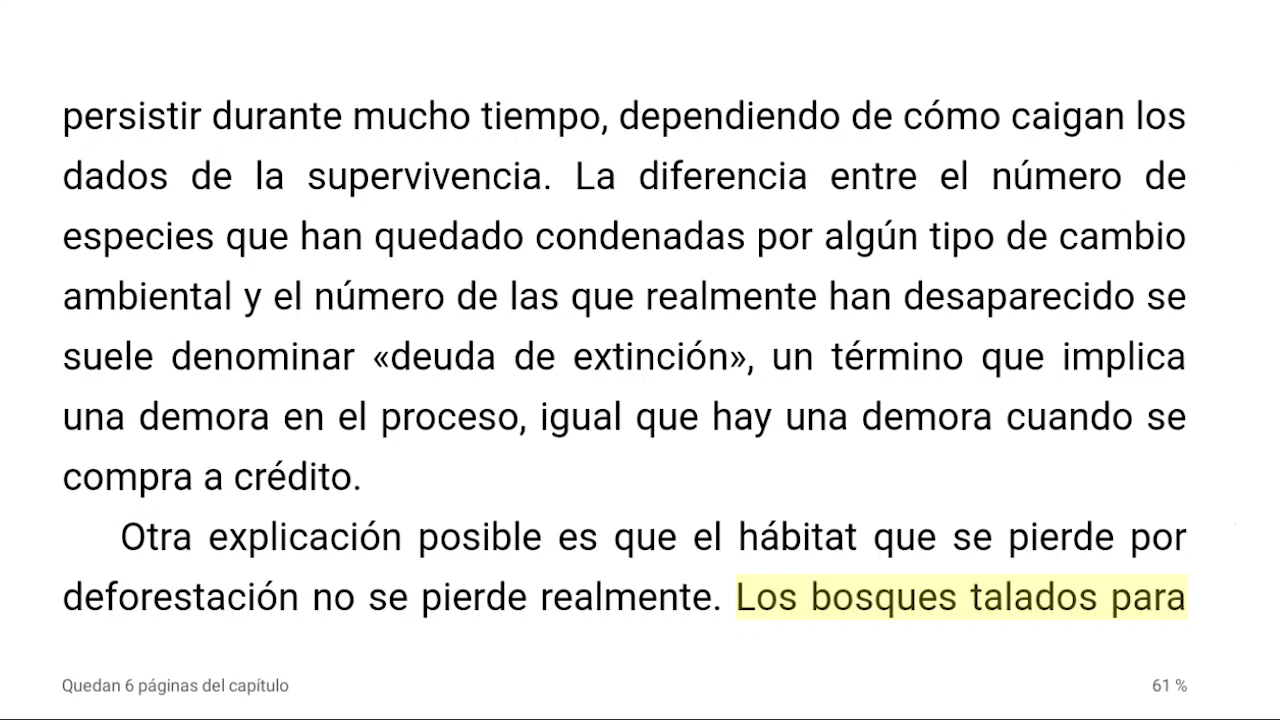 persistir durante mucho tiempo, dependiendo de cómo caigan los
dados de la supervivencia. La diferencia entre el número de
especies que han quedado condenadas por algún tipo de cambio
ambiental y el número de las que realmente han desaparecido se
suele denominar «deuda de extinción», un término que implica
una demora en el proceso, igual que hay una demora cuando se
compra a crédito.
Otra explicación posible es que el hábitat que se pierde por
deforestación no se pierde realmente. Los bosques talados para
Quedan 6 páginas del capítulo 61 %